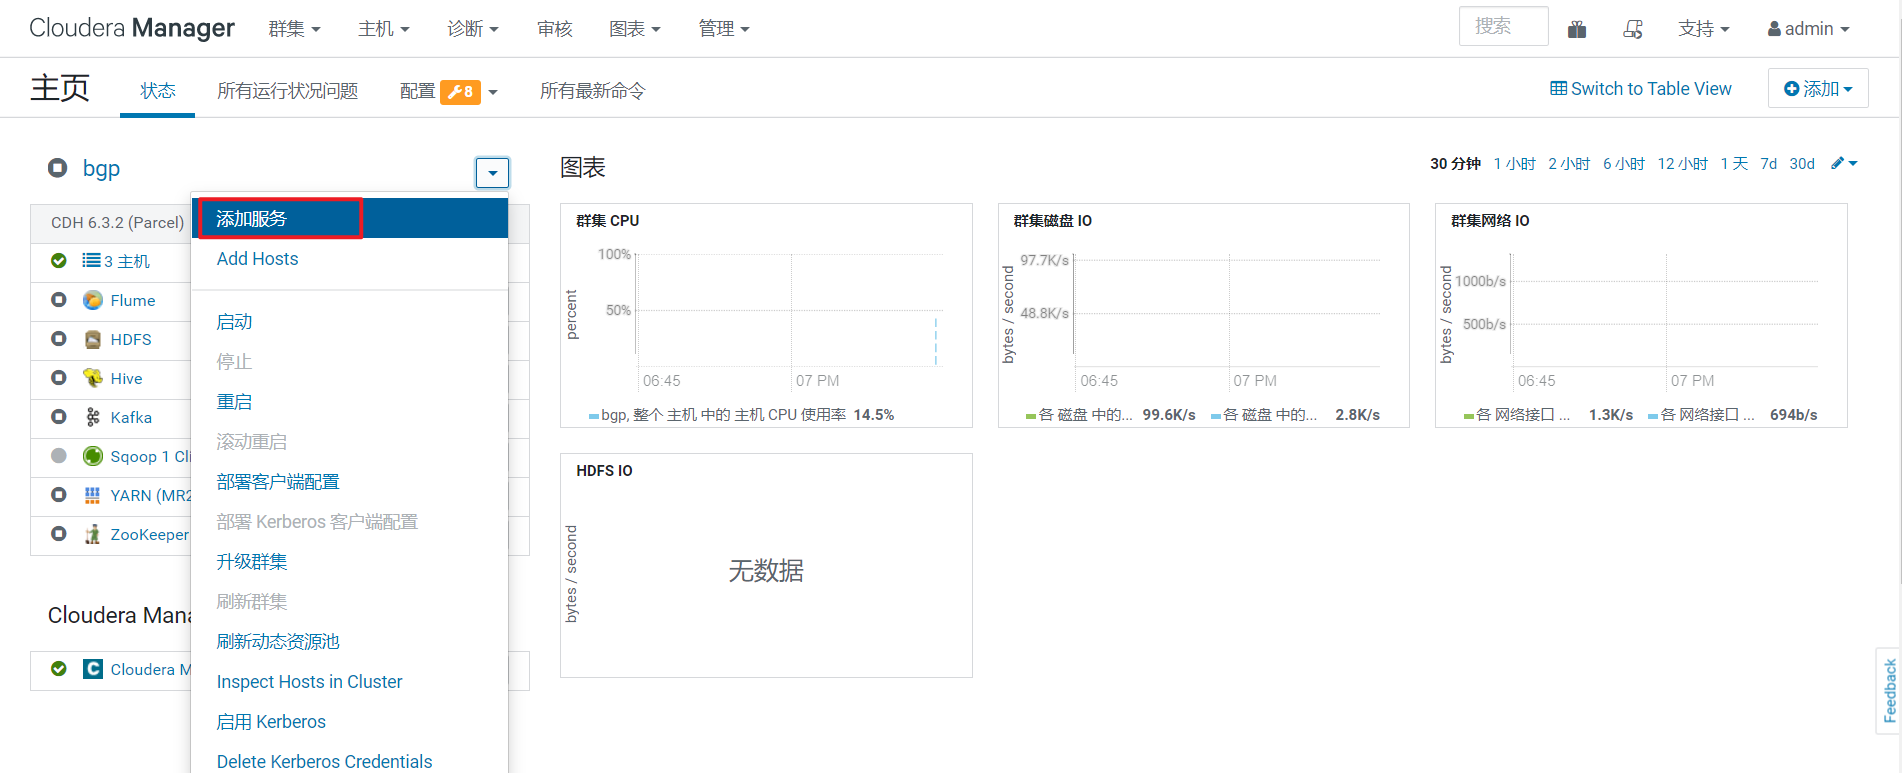 Cloudera Manager 群集 主机 诊断 审核 图表 管理 搜索 支持 admin
主页 状态 所有运行状况问题 配置 8 所有最新命令 Switch to Table View 添加
bgp
CDH 6.3.2 (Parcel)
3 主机
Flume
HDFS
Hive
Kafka
Sqoop 1 Cli
YARN (MR2
ZooKeeper
Cloudera Mana
Cloudera M
添加服务
Add Hosts
启动
停止
重启
滚动重启
部署客户端配置
部署 Kerberos 客户端配置
升级群集
刷新群集
刷新动态资源池
Inspect Hosts in Cluster
启用 Kerberos
Delete Kerberos Credentials
图表
30 分钟 1 小时 2 小时 6 小时 12 小时 1 天 7d 30d
群集 CPU
percent
100%
50%
06:45 07 PM
bgp, 整个 主机 中的 主机 CPU 使用率 14.5%
群集磁盘 IO
bytes / second
97.7K/s
48.8K/s
06:45 07 PM
各 磁盘 中的... 99.6K/s 各 磁盘 中的... 2.8K/s
群集网络 IO
bytes / second
1000b/s
500b/s
06:45 07 PM
各 网络接口 ... 1.3K/s 各 网络接口 ... 694b/s
HDFS IO
bytes / second
无数据
Feedback